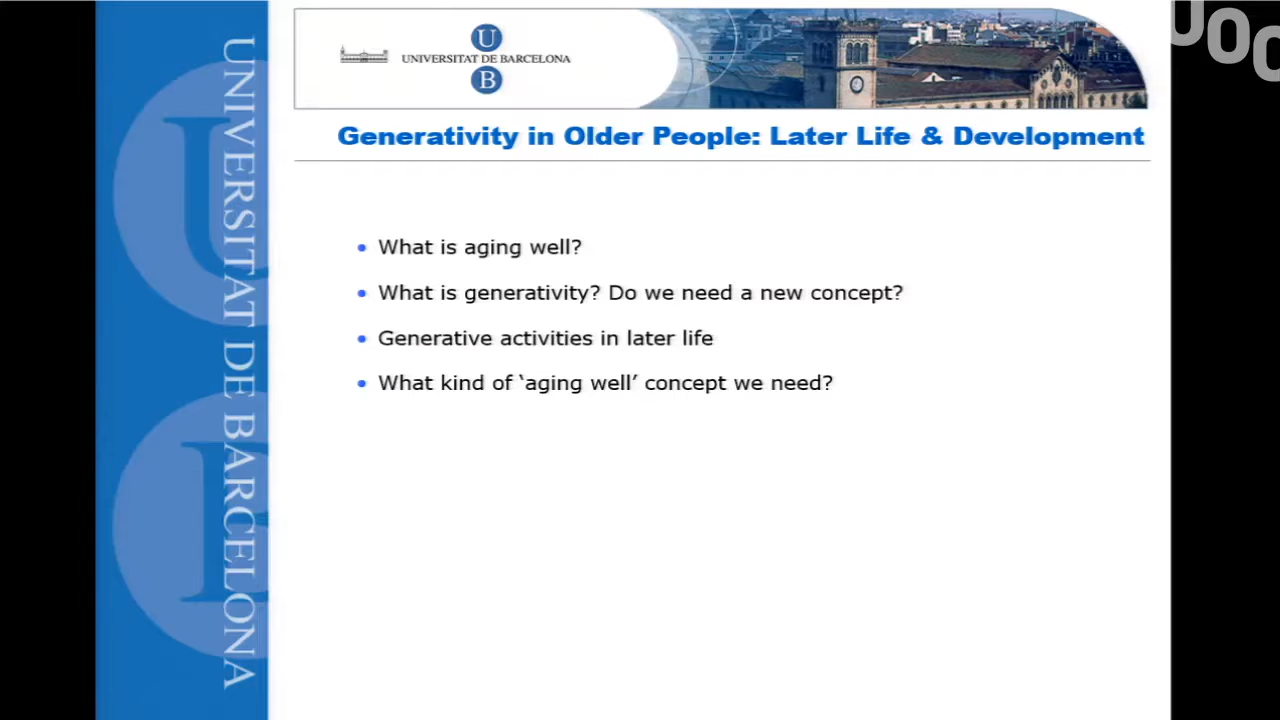 UNIVERSITAT DE BARCELONA
U
UNIVERSITAT DE BARCELONA
B
UOC
Generativity in Older People: Later Life & Development
• What is aging well?
• What is generativity? Do we need a new concept?
• Generative activities in later life
• What kind of ‘aging well’ concept we need?